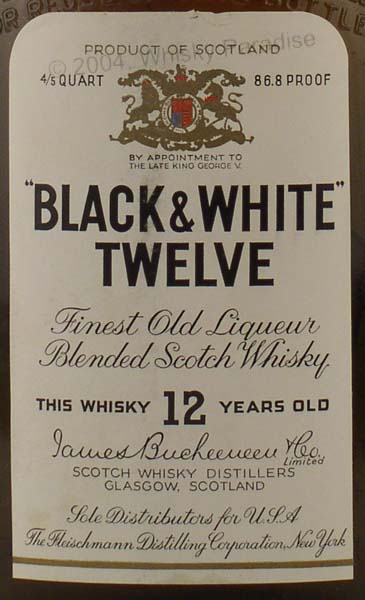 © 2004, Whisky Paradise
PRODUCT OF SCOTLAND
4/5 QUART 86.8 PROOF
BY APPOINTMENT TO
THE LATE KING GEORGE V.
"BLACK & WHITE"
TWELVE
Finest Old Liqueur
Blended Scotch Whisky
THIS WHISKY 12 YEARS OLD
James Bucheeneen & Co.
Limited
SCOTCH WHISKY DISTILLERS
GLASGOW, SCOTLAND
Sole Distributors for U.S.A
The Fleischmann Distilling Corporation, New York